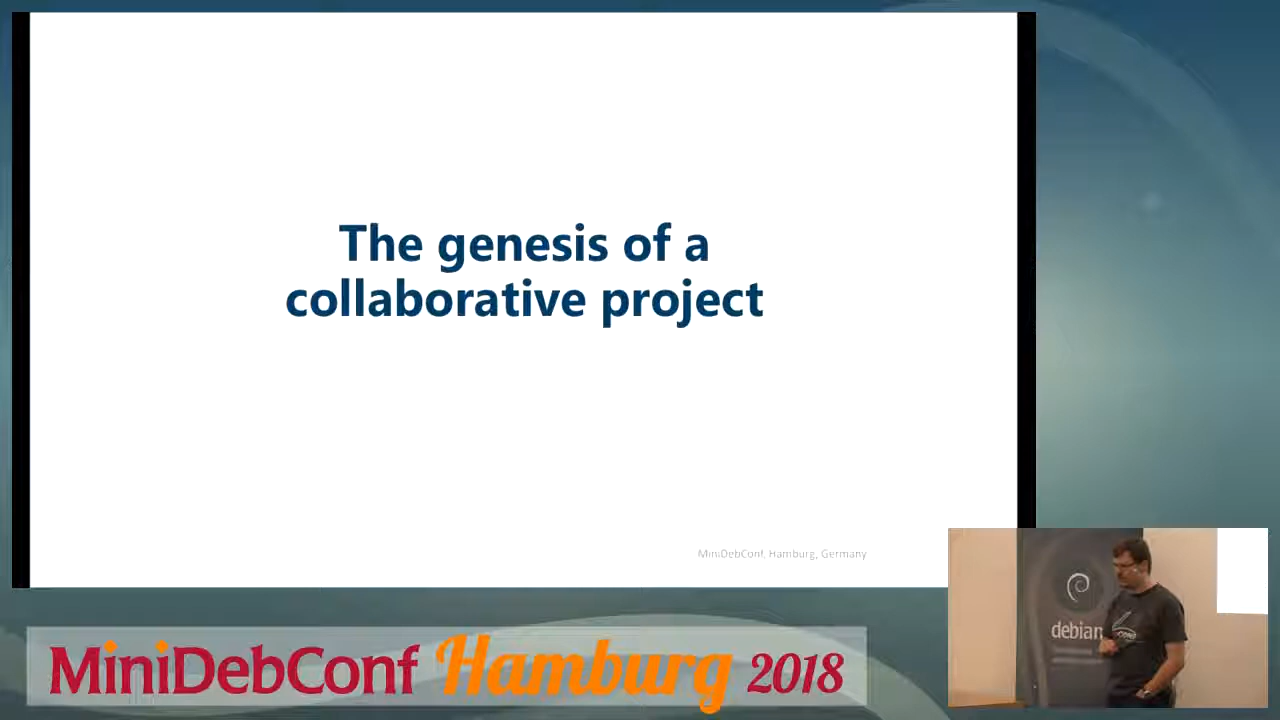 The genesis of a
collaborative project
MiniDebConf, Hamburg, Germany
debian
MiniDebConf Hamburg 2018